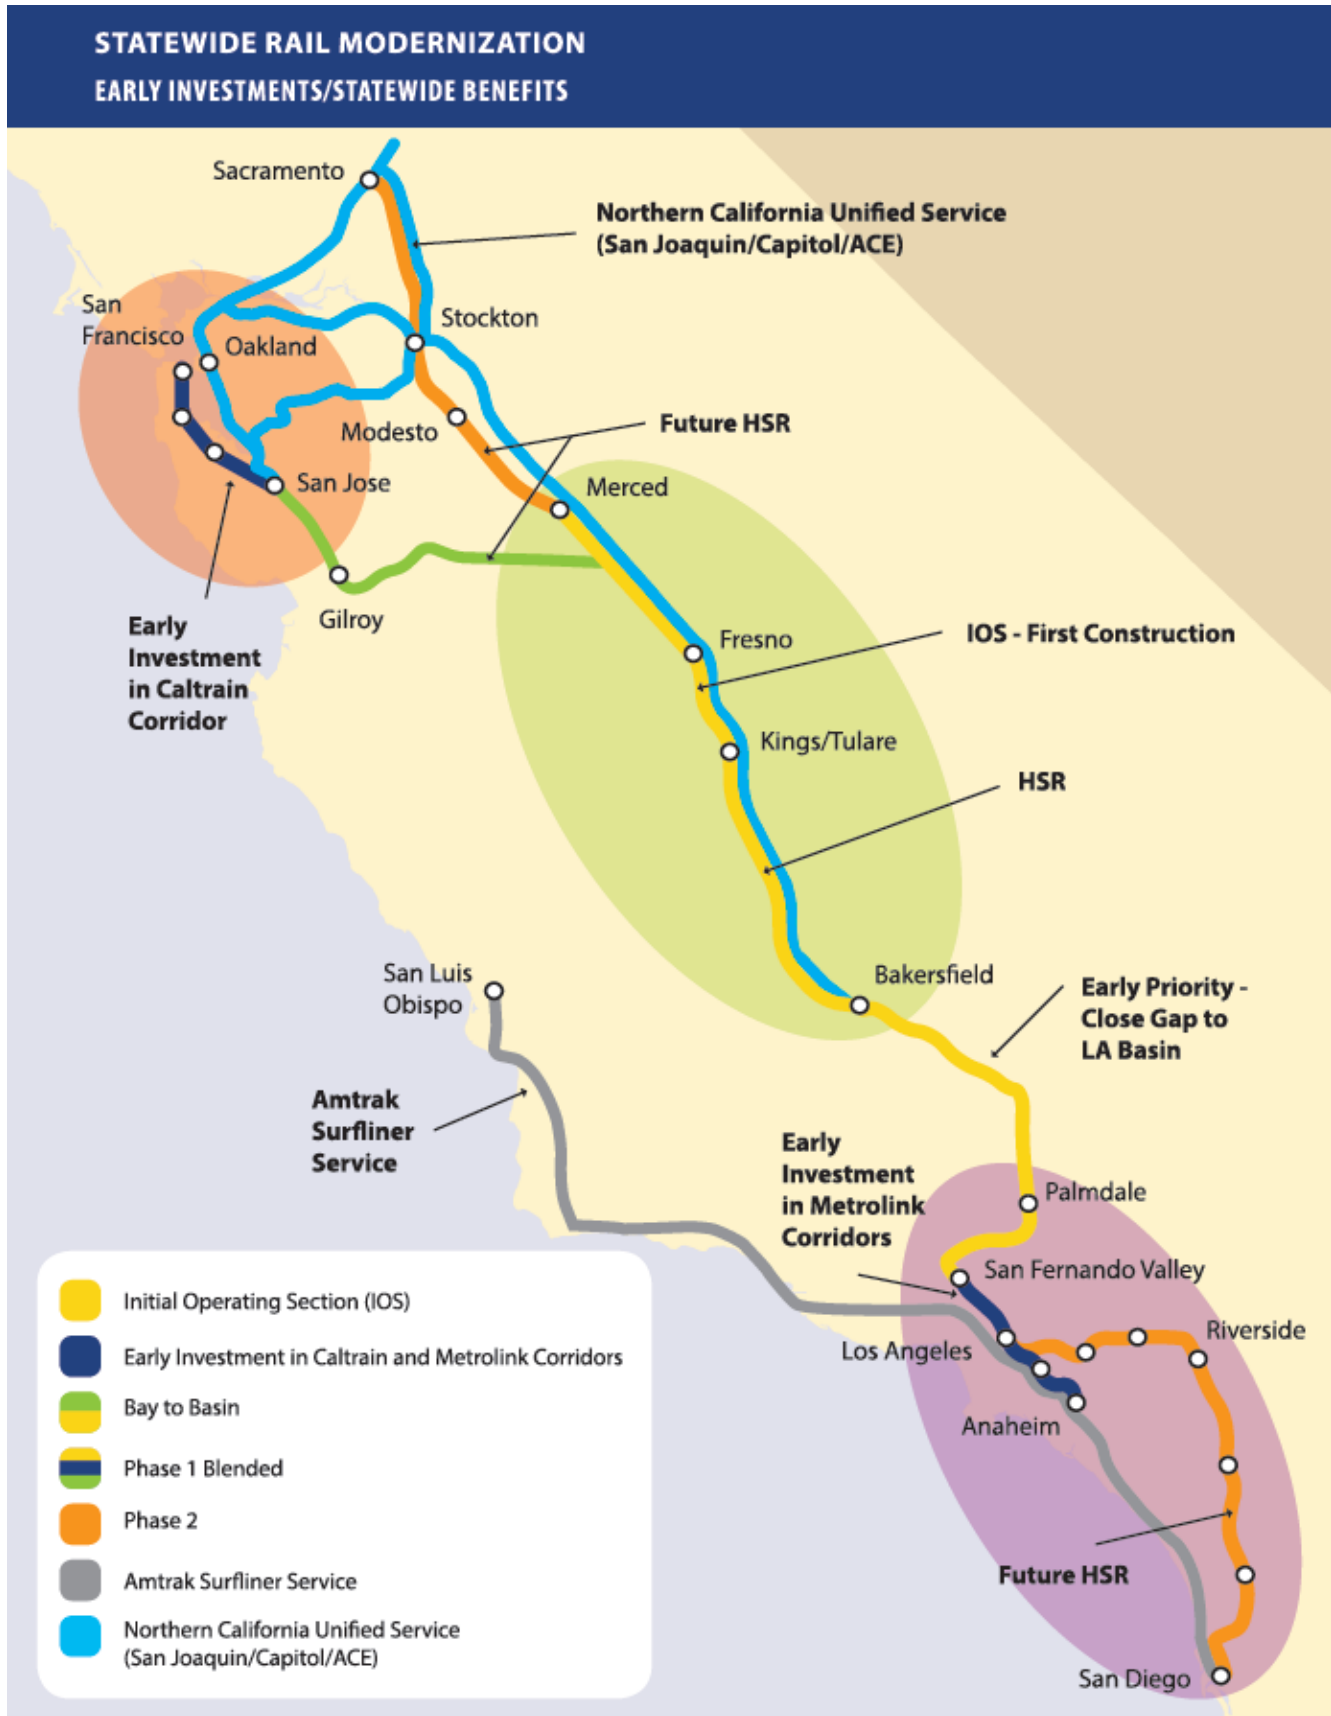 STATEWIDE RAIL MODERNIZATION
EARLY INVESTMENTS/STATEWIDE BENEFITS
Sacramento
Northern California Unified Service
(San Joaquin/Capitol/ACE)
San
Francisco
Oakland
Stockton
Modesto
Future HSR
San Jose
Merced
Gilroy
Early
Investment
in Caltrain
Corridor
Fresno
IOS - First Construction
Kings/Tulare
HSR
San Luis
Obispo
Bakersfield
Early Priority -
Close Gap to
LA Basin
Amtrak
Surfliner
Service
Early
Investment
in Metrolink
Corridors
Palmdale
San Fernando Valley
Los Angeles
Riverside
Anaheim
Future HSR
San Diego
Initial Operating Section (IOS)
Early Investment in Caltrain and Metrolink Corridors
Bay to Basin
Phase 1 Blended
Phase 2
Amtrak Surfliner Service
Northern California Unified Service
(San Joaquin/Capitol/ACE)